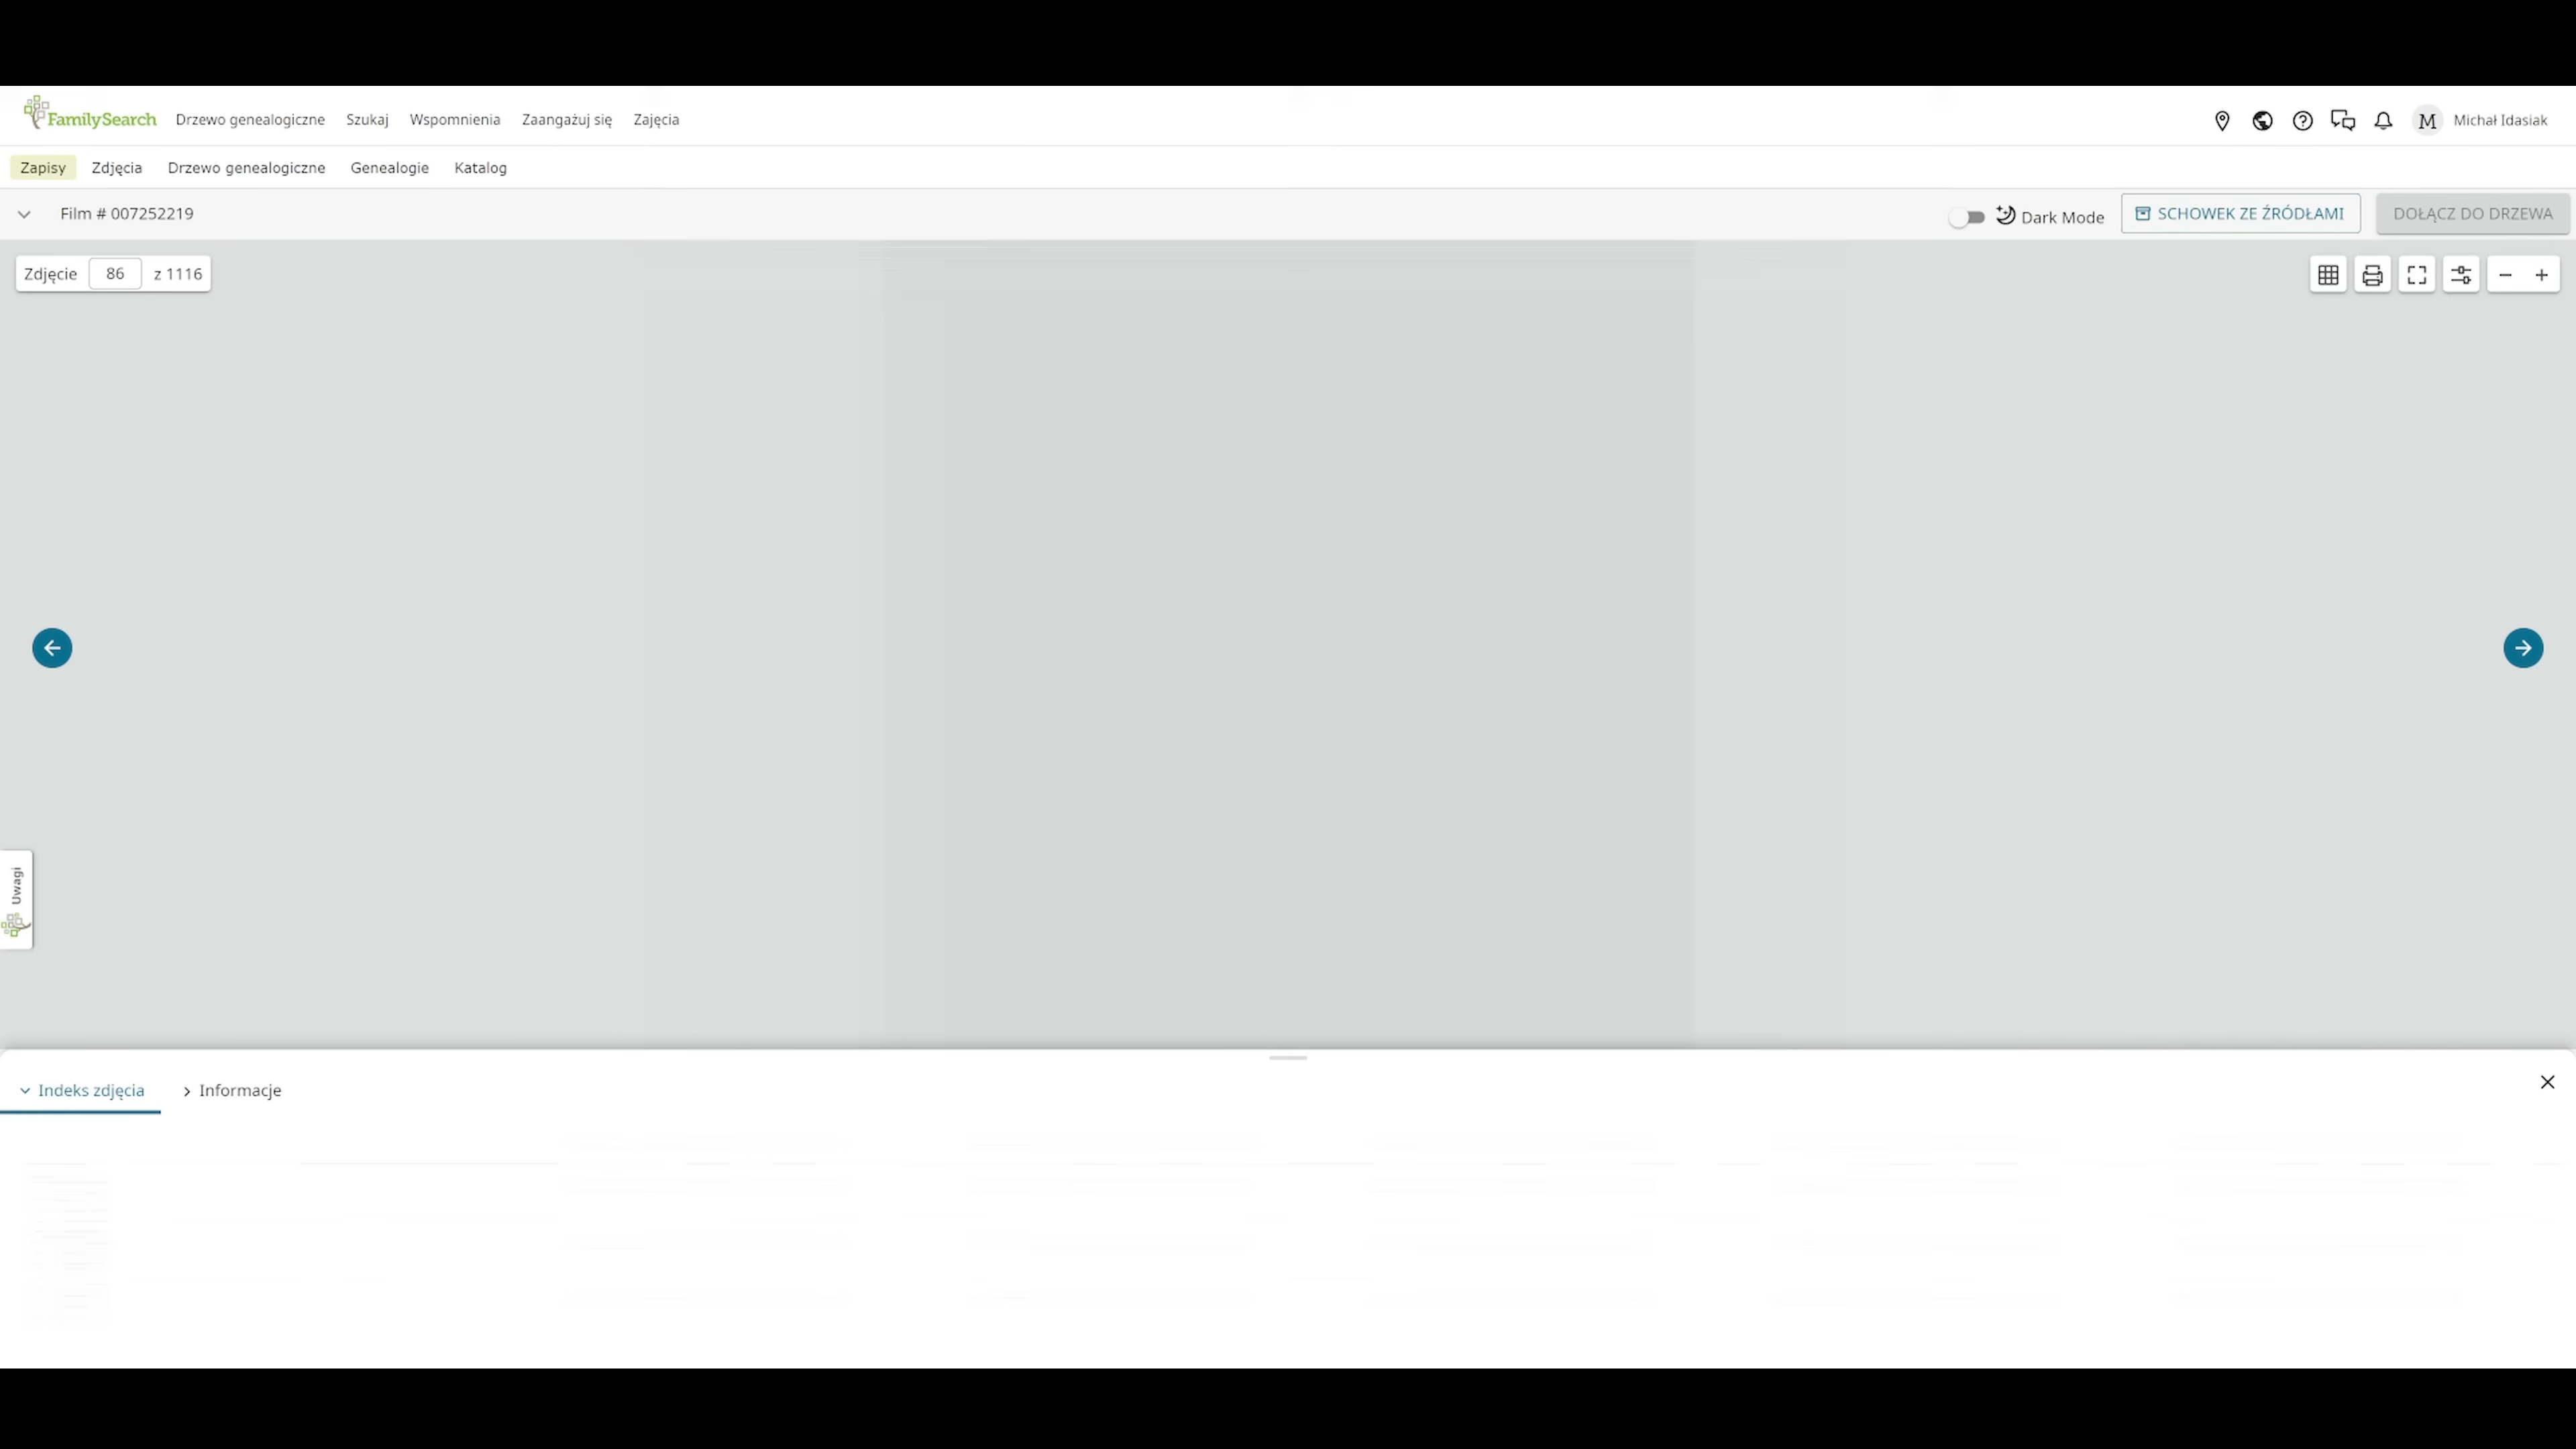 FamilySearch Drzewo genealogiczne Szukaj Wspomnienia Zaangażuj się Zajęcia M Michał Idasiak
Zapisy Zdjęcia Drzewo genealogiczne Genealogie Katalog
Film # 007252219 Dark Mode SCHOWEK ZE ŹRÓDŁAMI DOŁĄCZ DO DRZEWA
Zdjęcie 86 z 1116
Uwagi
Indeks zdjęcia Informacje